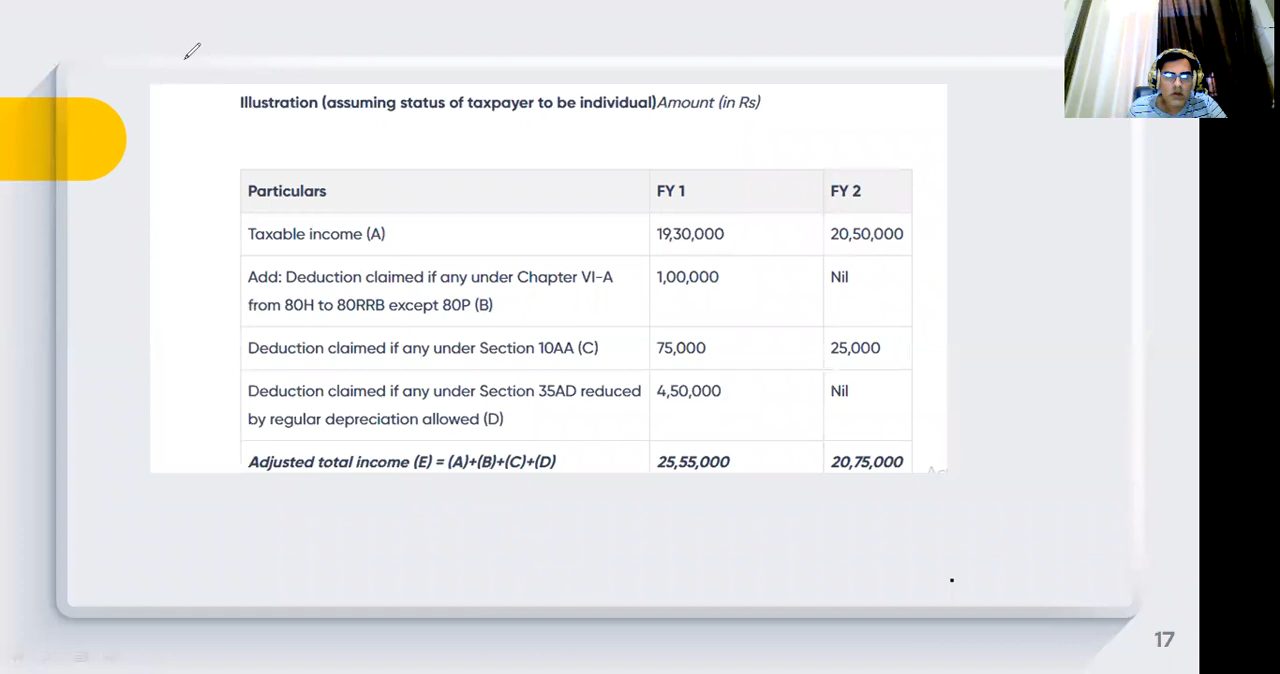 Illustration (assuming status of taxpayer to be individual)Amount (in Rs)
Particulars FY 1 FY 2
Taxable income (A) 19,30,000 20,50,000
Add: Deduction claimed if any under Chapter VI-A 1,00,000 Nil
from 80H to 80RRB except 80P (B)
Deduction claimed if any under Section 10AA (C) 75,000 25,000
Deduction claimed if any under Section 35AD reduced 4,50,000 Nil
by regular depreciation allowed (D)
Adjusted total income (E) = (A)+(B)+(C)+(D) 25,55,000 20,75,000
17